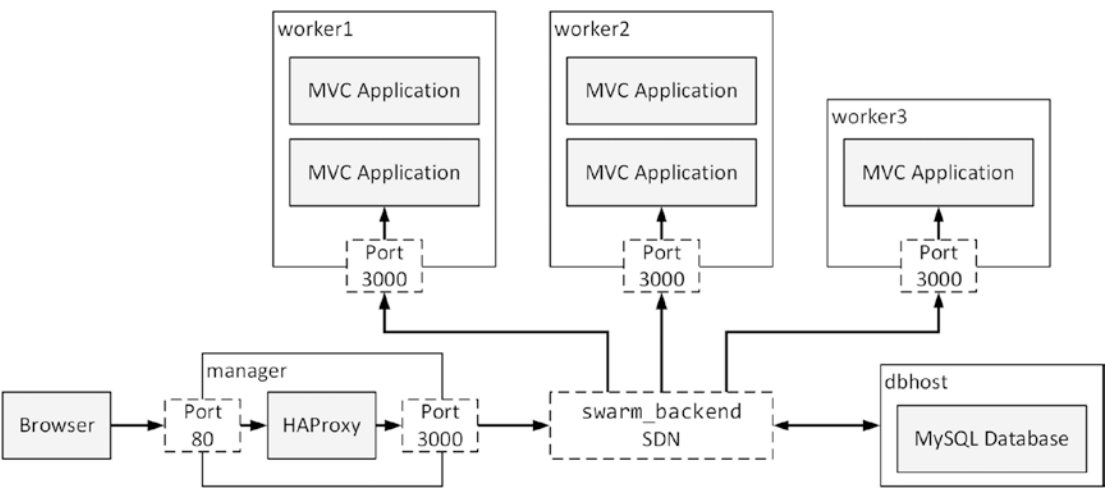 worker1
MVC Application
MVC Application
Port
3000
worker2
MVC Application
MVC Application
Port
3000
worker3
MVC Application
Port
3000
manager
Browser
Port
80
HAProxy
Port
3000
swarm_backend
SDN
dbhost
MySQL Database